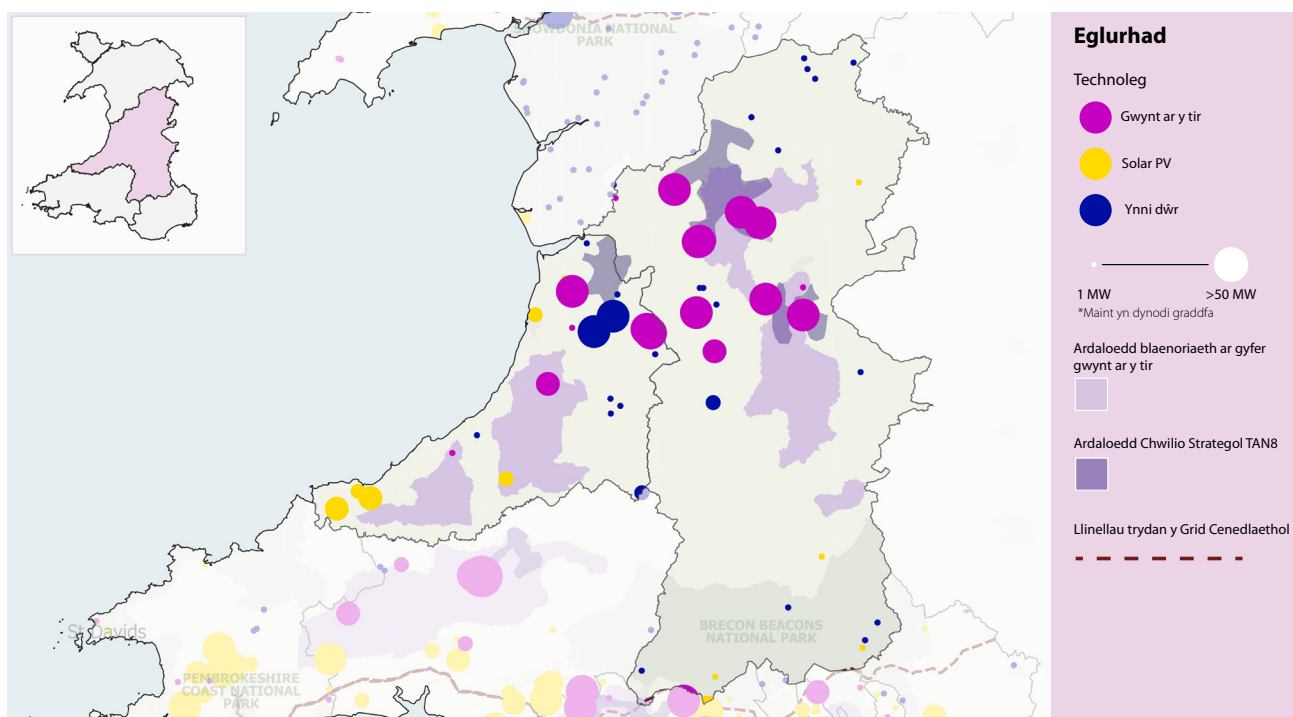 SNOWDONIA NATIONAL
PARK
St Davids
PEMBROKESHIRE
COAST NATIONAL
PARK
BRECON BEACONS
NATIONAL PARK
Eglurhad
Technoleg
Gwynt ar y tir
Solar PV
Ynni dŵr
1 MW >50 MW
*Maint yn dynodi graddfa
Ardaloedd blaenoriaeth ar gyfer
gwynt ar y tir
Ardaloedd Chwilio Strategol TAN8
Llinellau trydan y Grid Cenedlaethol